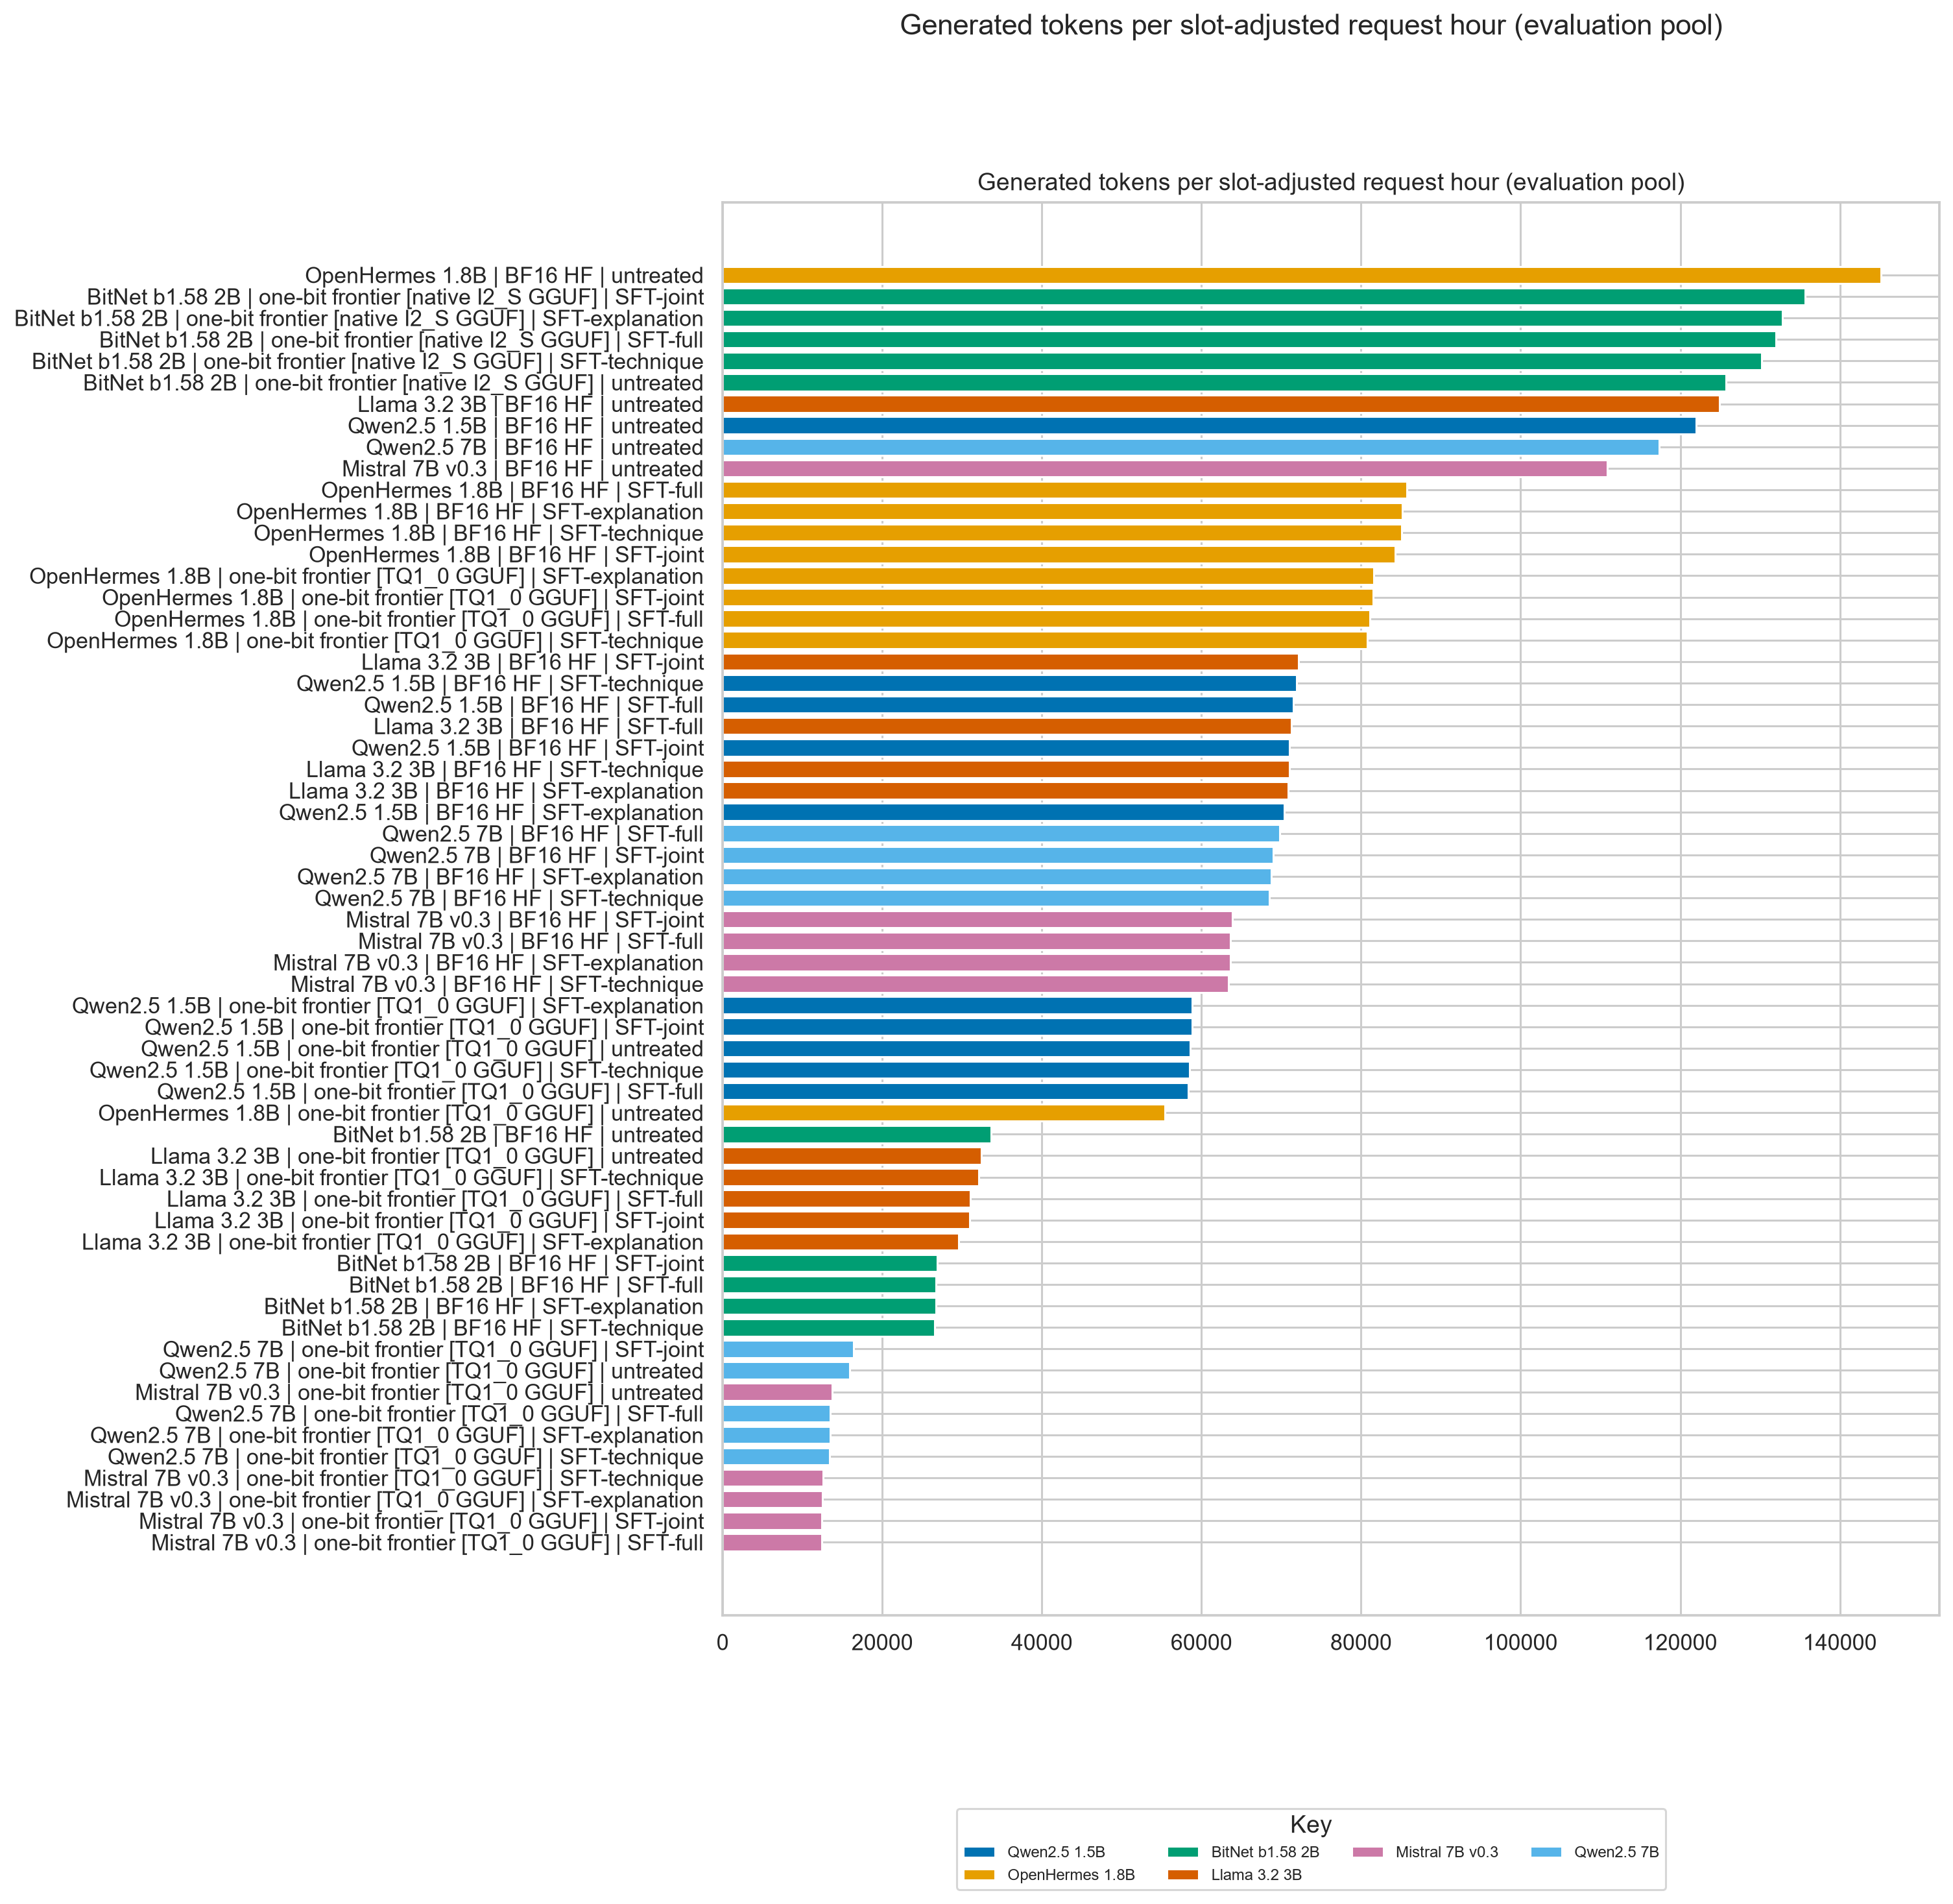 Generated tokens per slot-adjusted request hour (evaluation pool)
Generated tokens per slot-adjusted request hour (evaluation pool)
OpenHermes 1.8B | BF16 HF | untreated
BitNet b1.58 2B | one-bit frontier [native I2_S GGUF] | SFT-joint
BitNet b1.58 2B | one-bit frontier [native I2_S GGUF] | SFT-explanation
BitNet b1.58 2B | one-bit frontier [native I2_S GGUF] | SFT-full
BitNet b1.58 2B | one-bit frontier [native I2_S GGUF] | SFT-technique
BitNet b1.58 2B | one-bit frontier [native I2_S GGUF] | untreated
Llama 3.2 3B | BF16 HF | untreated
Qwen2.5 1.5B | BF16 HF | untreated
Qwen2.5 7B | BF16 HF | untreated
Mistral 7B v0.3 | BF16 HF | untreated
OpenHermes 1.8B | BF16 HF | SFT-full
OpenHermes 1.8B | BF16 HF | SFT-explanation
OpenHermes 1.8B | BF16 HF | SFT-technique
OpenHermes 1.8B | BF16 HF | SFT-joint
OpenHermes 1.8B | one-bit frontier [TQ1_0 GGUF] | SFT-explanation
OpenHermes 1.8B | one-bit frontier [TQ1_0 GGUF] | SFT-joint
OpenHermes 1.8B | one-bit frontier [TQ1_0 GGUF] | SFT-full
OpenHermes 1.8B | one-bit frontier [TQ1_0 GGUF] | SFT-technique
Llama 3.2 3B | BF16 HF | SFT-joint
Qwen2.5 1.5B | BF16 HF | SFT-technique
Qwen2.5 1.5B | BF16 HF | SFT-full
Llama 3.2 3B | BF16 HF | SFT-full
Qwen2.5 1.5B | BF16 HF | SFT-joint
Llama 3.2 3B | BF16 HF | SFT-technique
Llama 3.2 3B | BF16 HF | SFT-explanation
Qwen2.5 1.5B | BF16 HF | SFT-explanation
Qwen2.5 7B | BF16 HF | SFT-full
Qwen2.5 7B | BF16 HF | SFT-joint
Qwen2.5 7B | BF16 HF | SFT-explanation
Qwen2.5 7B | BF16 HF | SFT-technique
Mistral 7B v0.3 | BF16 HF | SFT-joint
Mistral 7B v0.3 | BF16 HF | SFT-full
Mistral 7B v0.3 | BF16 HF | SFT-explanation
Mistral 7B v0.3 | BF16 HF | SFT-technique
Qwen2.5 1.5B | one-bit frontier [TQ1_0 GGUF] | SFT-explanation
Qwen2.5 1.5B | one-bit frontier [TQ1_0 GGUF] | SFT-joint
Qwen2.5 1.5B | one-bit frontier [TQ1_0 GGUF] | untreated
Qwen2.5 1.5B | one-bit frontier [TQ1_0 GGUF] | SFT-technique
Qwen2.5 1.5B | one-bit frontier [TQ1_0 GGUF] | SFT-full
OpenHermes 1.8B | one-bit frontier [TQ1_0 GGUF] | untreated
BitNet b1.58 2B | BF16 HF | untreated
Llama 3.2 3B | one-bit frontier [TQ1_0 GGUF] | untreated
Llama 3.2 3B | one-bit frontier [TQ1_0 GGUF] | SFT-technique
Llama 3.2 3B | one-bit frontier [TQ1_0 GGUF] | SFT-full
Llama 3.2 3B | one-bit frontier [TQ1_0 GGUF] | SFT-joint
Llama 3.2 3B | one-bit frontier [TQ1_0 GGUF] | SFT-explanation
BitNet b1.58 2B | BF16 HF | SFT-joint
BitNet b1.58 2B | BF16 HF | SFT-full
BitNet b1.58 2B | BF16 HF | SFT-explanation
BitNet b1.58 2B | BF16 HF | SFT-technique
Qwen2.5 7B | one-bit frontier [TQ1_0 GGUF] | SFT-joint
Qwen2.5 7B | one-bit frontier [TQ1_0 GGUF] | untreated
Mistral 7B v0.3 | one-bit frontier [TQ1_0 GGUF] | untreated
Qwen2.5 7B | one-bit frontier [TQ1_0 GGUF] | SFT-full
Qwen2.5 7B | one-bit frontier [TQ1_0 GGUF] | SFT-explanation
Qwen2.5 7B | one-bit frontier [TQ1_0 GGUF] | SFT-technique
Mistral 7B v0.3 | one-bit frontier [TQ1_0 GGUF] | SFT-technique
Mistral 7B v0.3 | one-bit frontier [TQ1_0 GGUF] | SFT-explanation
Mistral 7B v0.3 | one-bit frontier [TQ1_0 GGUF] | SFT-joint
Mistral 7B v0.3 | one-bit frontier [TQ1_0 GGUF] | SFT-full
0 20000 40000 60000 80000 100000 120000 140000
Key
Qwen2.5 1.5B BitNet b1.58 2B Mistral 7B v0.3 Qwen2.5 7B
OpenHermes 1.8B Llama 3.2 3B